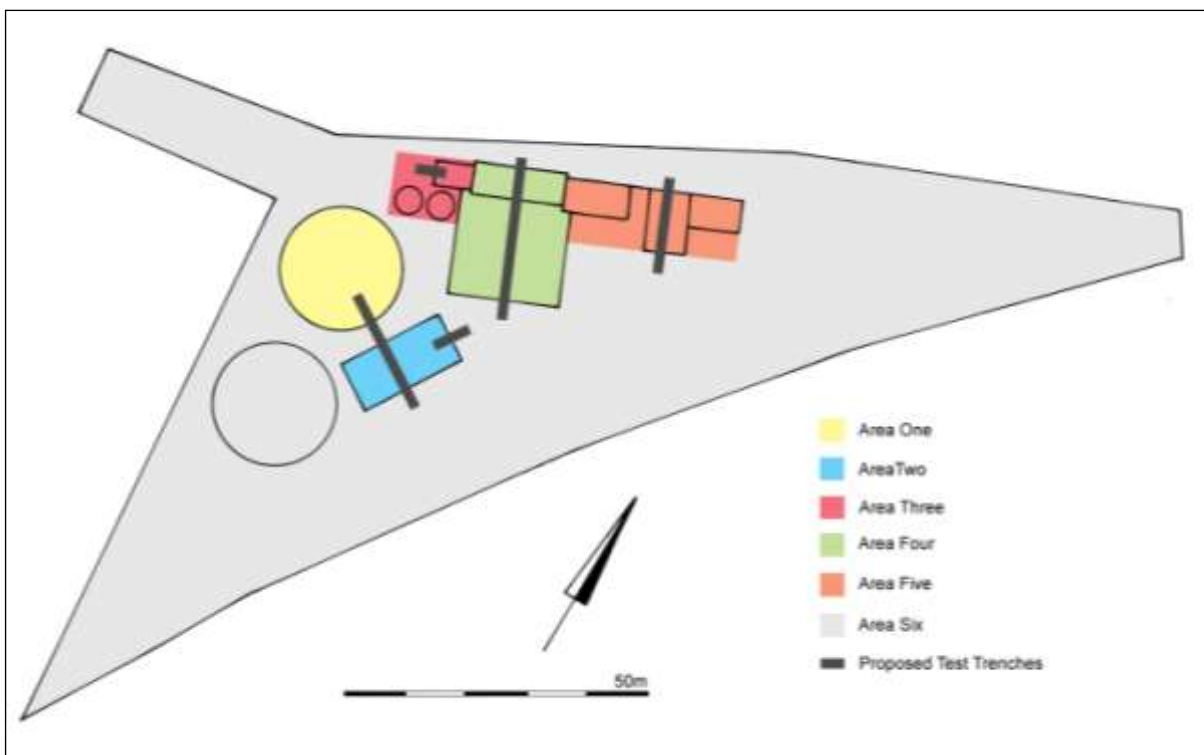 Area One
AreaTwo
Area Three
Area Four
Area Five
Area Six
Proposed Test Trenches
50m